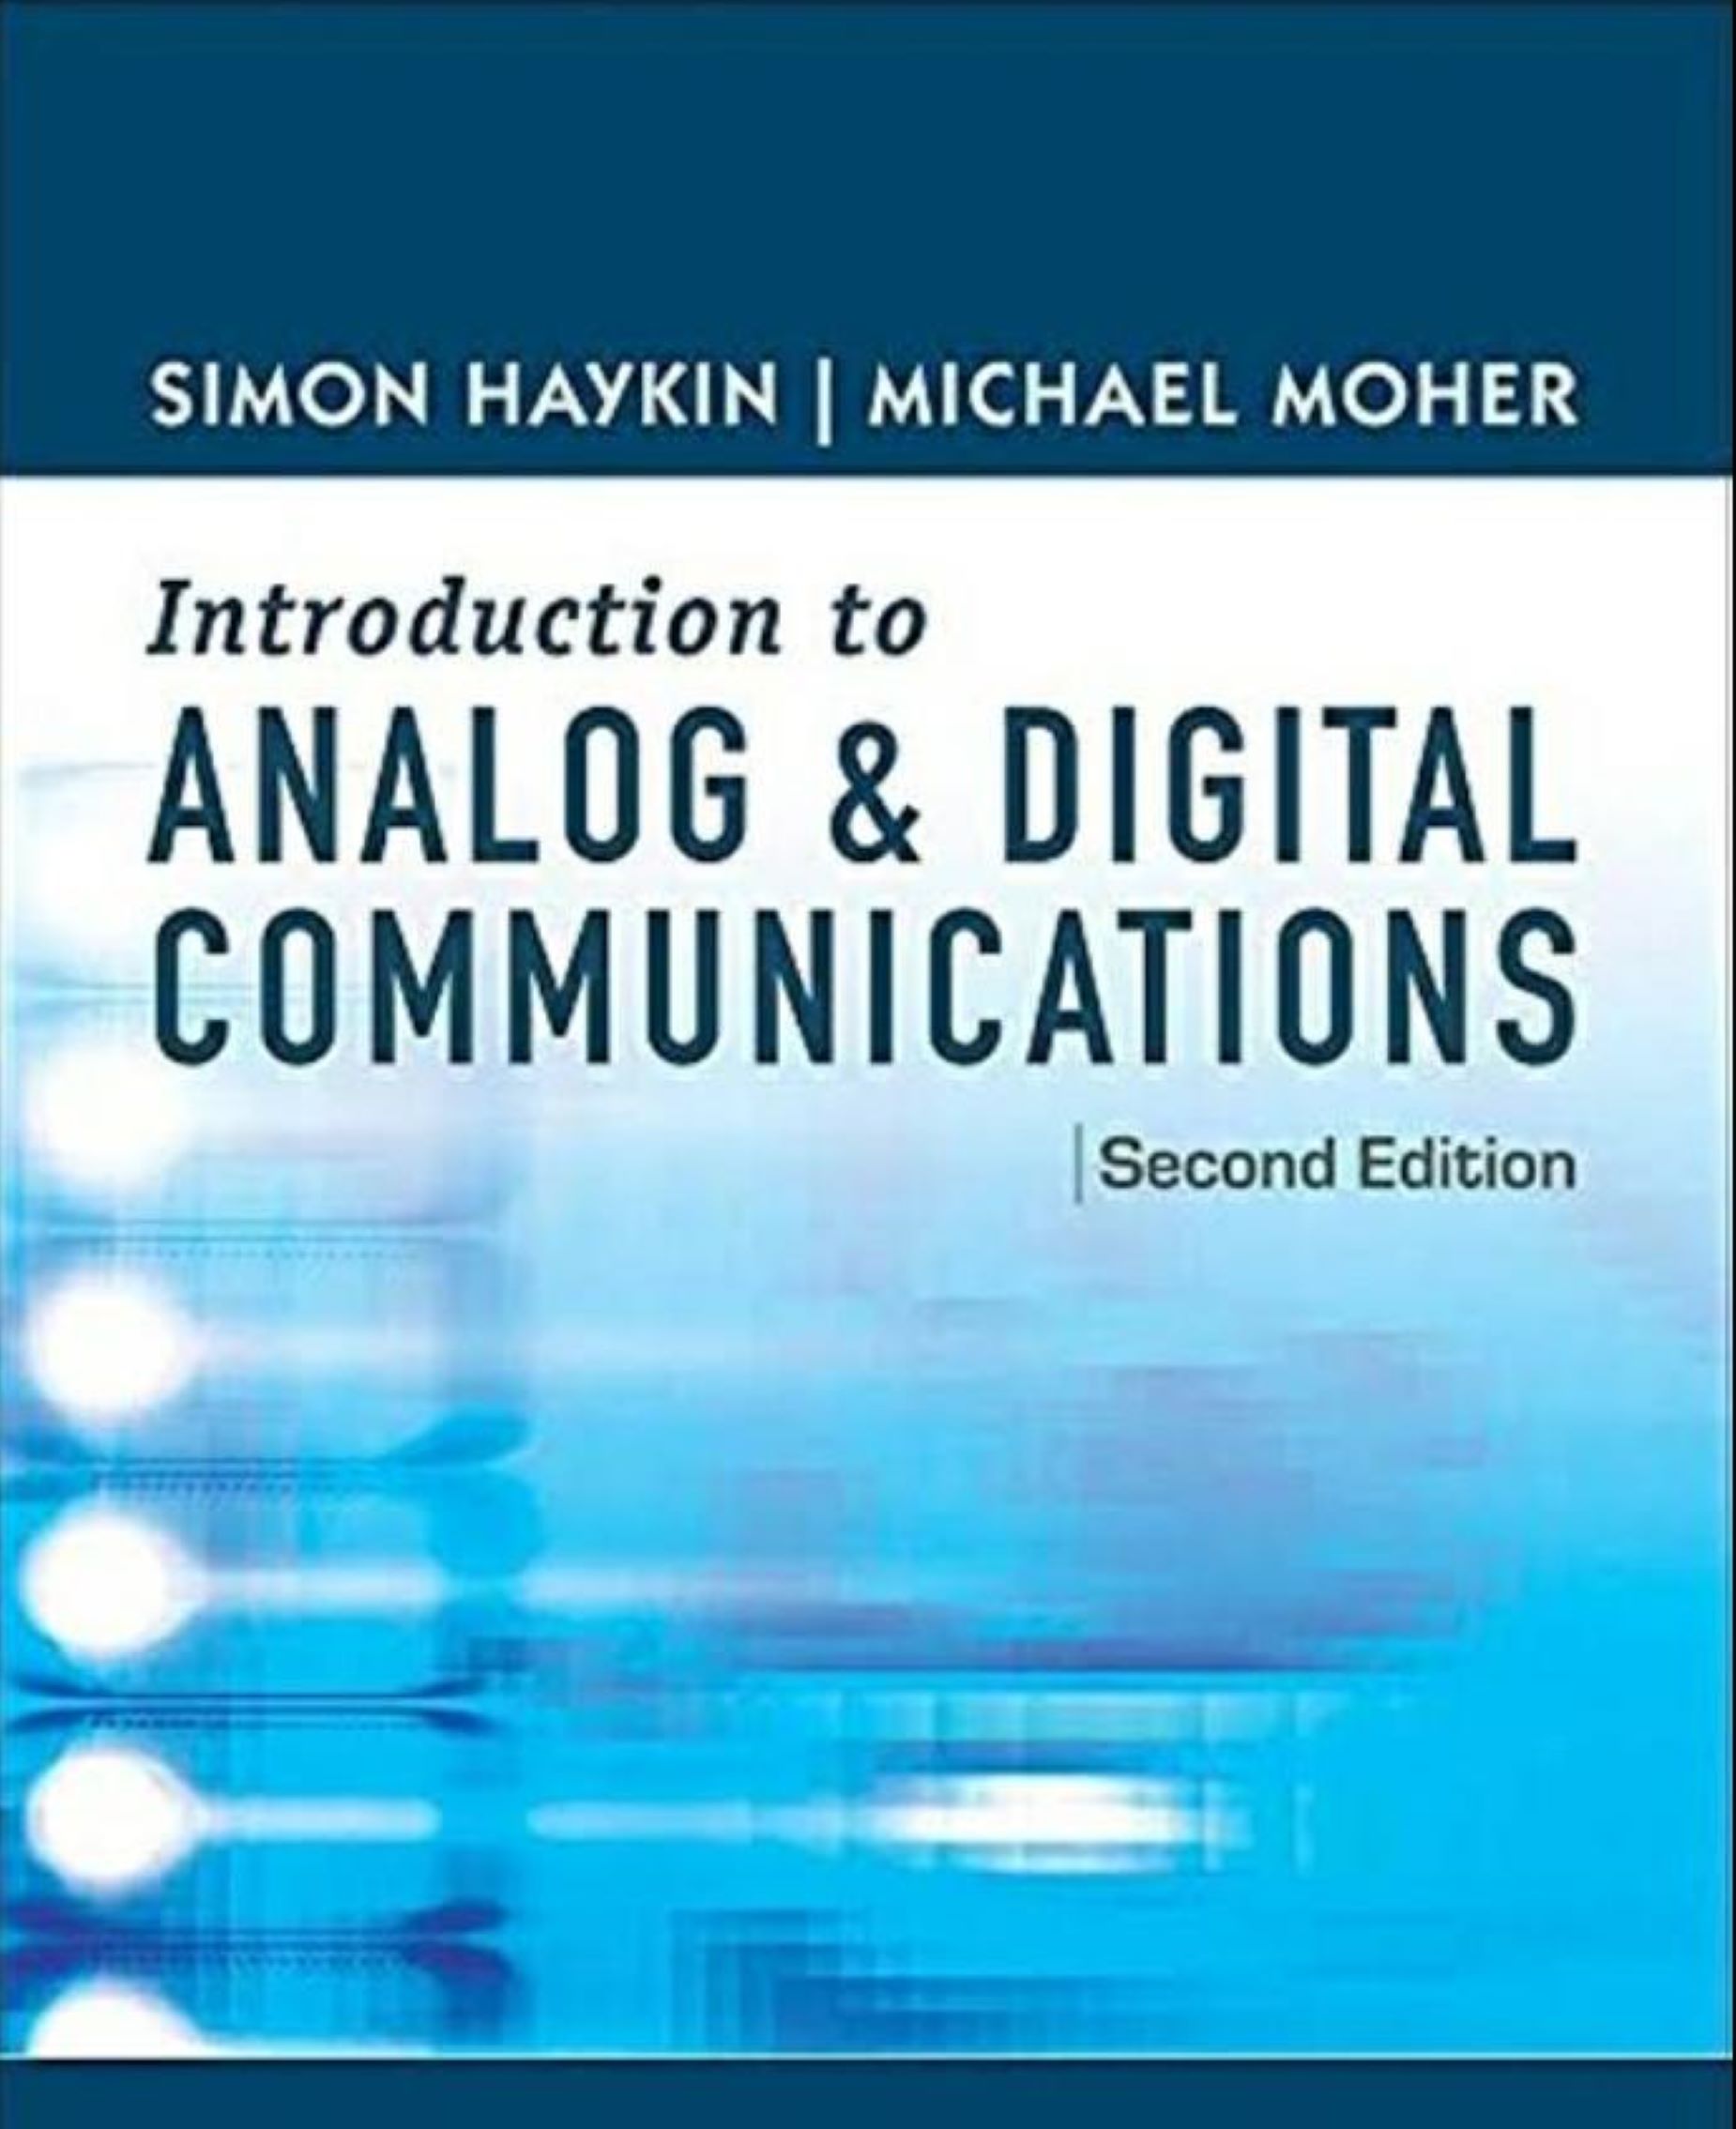 SIMON HAYKIN | MICHAEL MOHER
Introduction to
ANALOG & DIGITAL
COMMUNICATIONS
Second Edition